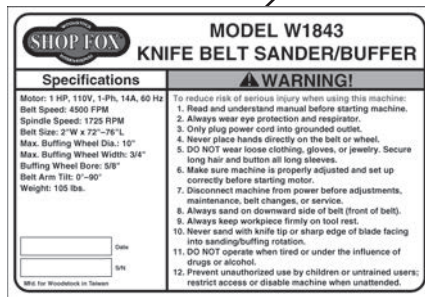 WOODSTOCK
SHOP FOX
INTERNATIONAL
MODEL W1843
KNIFE BELT SANDER/BUFFER
Specifications
Motor: 1 HP, 110V, 1-Ph, 14A, 60 Hz
Belt Speed: 4500 FPM
Spindle Speed: 1725 RPM
Belt Size: 2"W x 72"–76"L
Max. Buffing Wheel Dia.: 10"
Max. Buffing Wheel Width: 3/4"
Buffing Wheel Bore: 5/8"
Belt Arm Tilt: 0°–90°
Weight: 105 lbs.
Date
S/N
Mfd. for Woodstock in Taiwan
WARNING!
To reduce risk of serious injury when using this machine:
1. Read and understand manual before starting machine.
2. Always wear eye protection and respirator.
3. Only plug power cord into grounded outlet.
4. Never place hands directly on the belt or wheel.
5. DO NOT wear loose clothing, gloves, or jewelry. Secure
long hair and button all long sleeves.
6. Make sure machine is properly adjusted and set up
correctly before starting motor.
7. Disconnect machine from power before adjustments,
maintenance, belt changes, or service.
8. Always sand on downward side of belt (front of belt).
9. Always keep workpiece firmly on tool rest.
10. Never sand with knife tip or sharp edge of blade facing
into sanding/buffing rotation.
11. DO NOT operate when tired or under the influence of
drugs or alcohol.
12. Prevent unauthorized use by children or untrained users;
restrict access or disable machine when unattended.